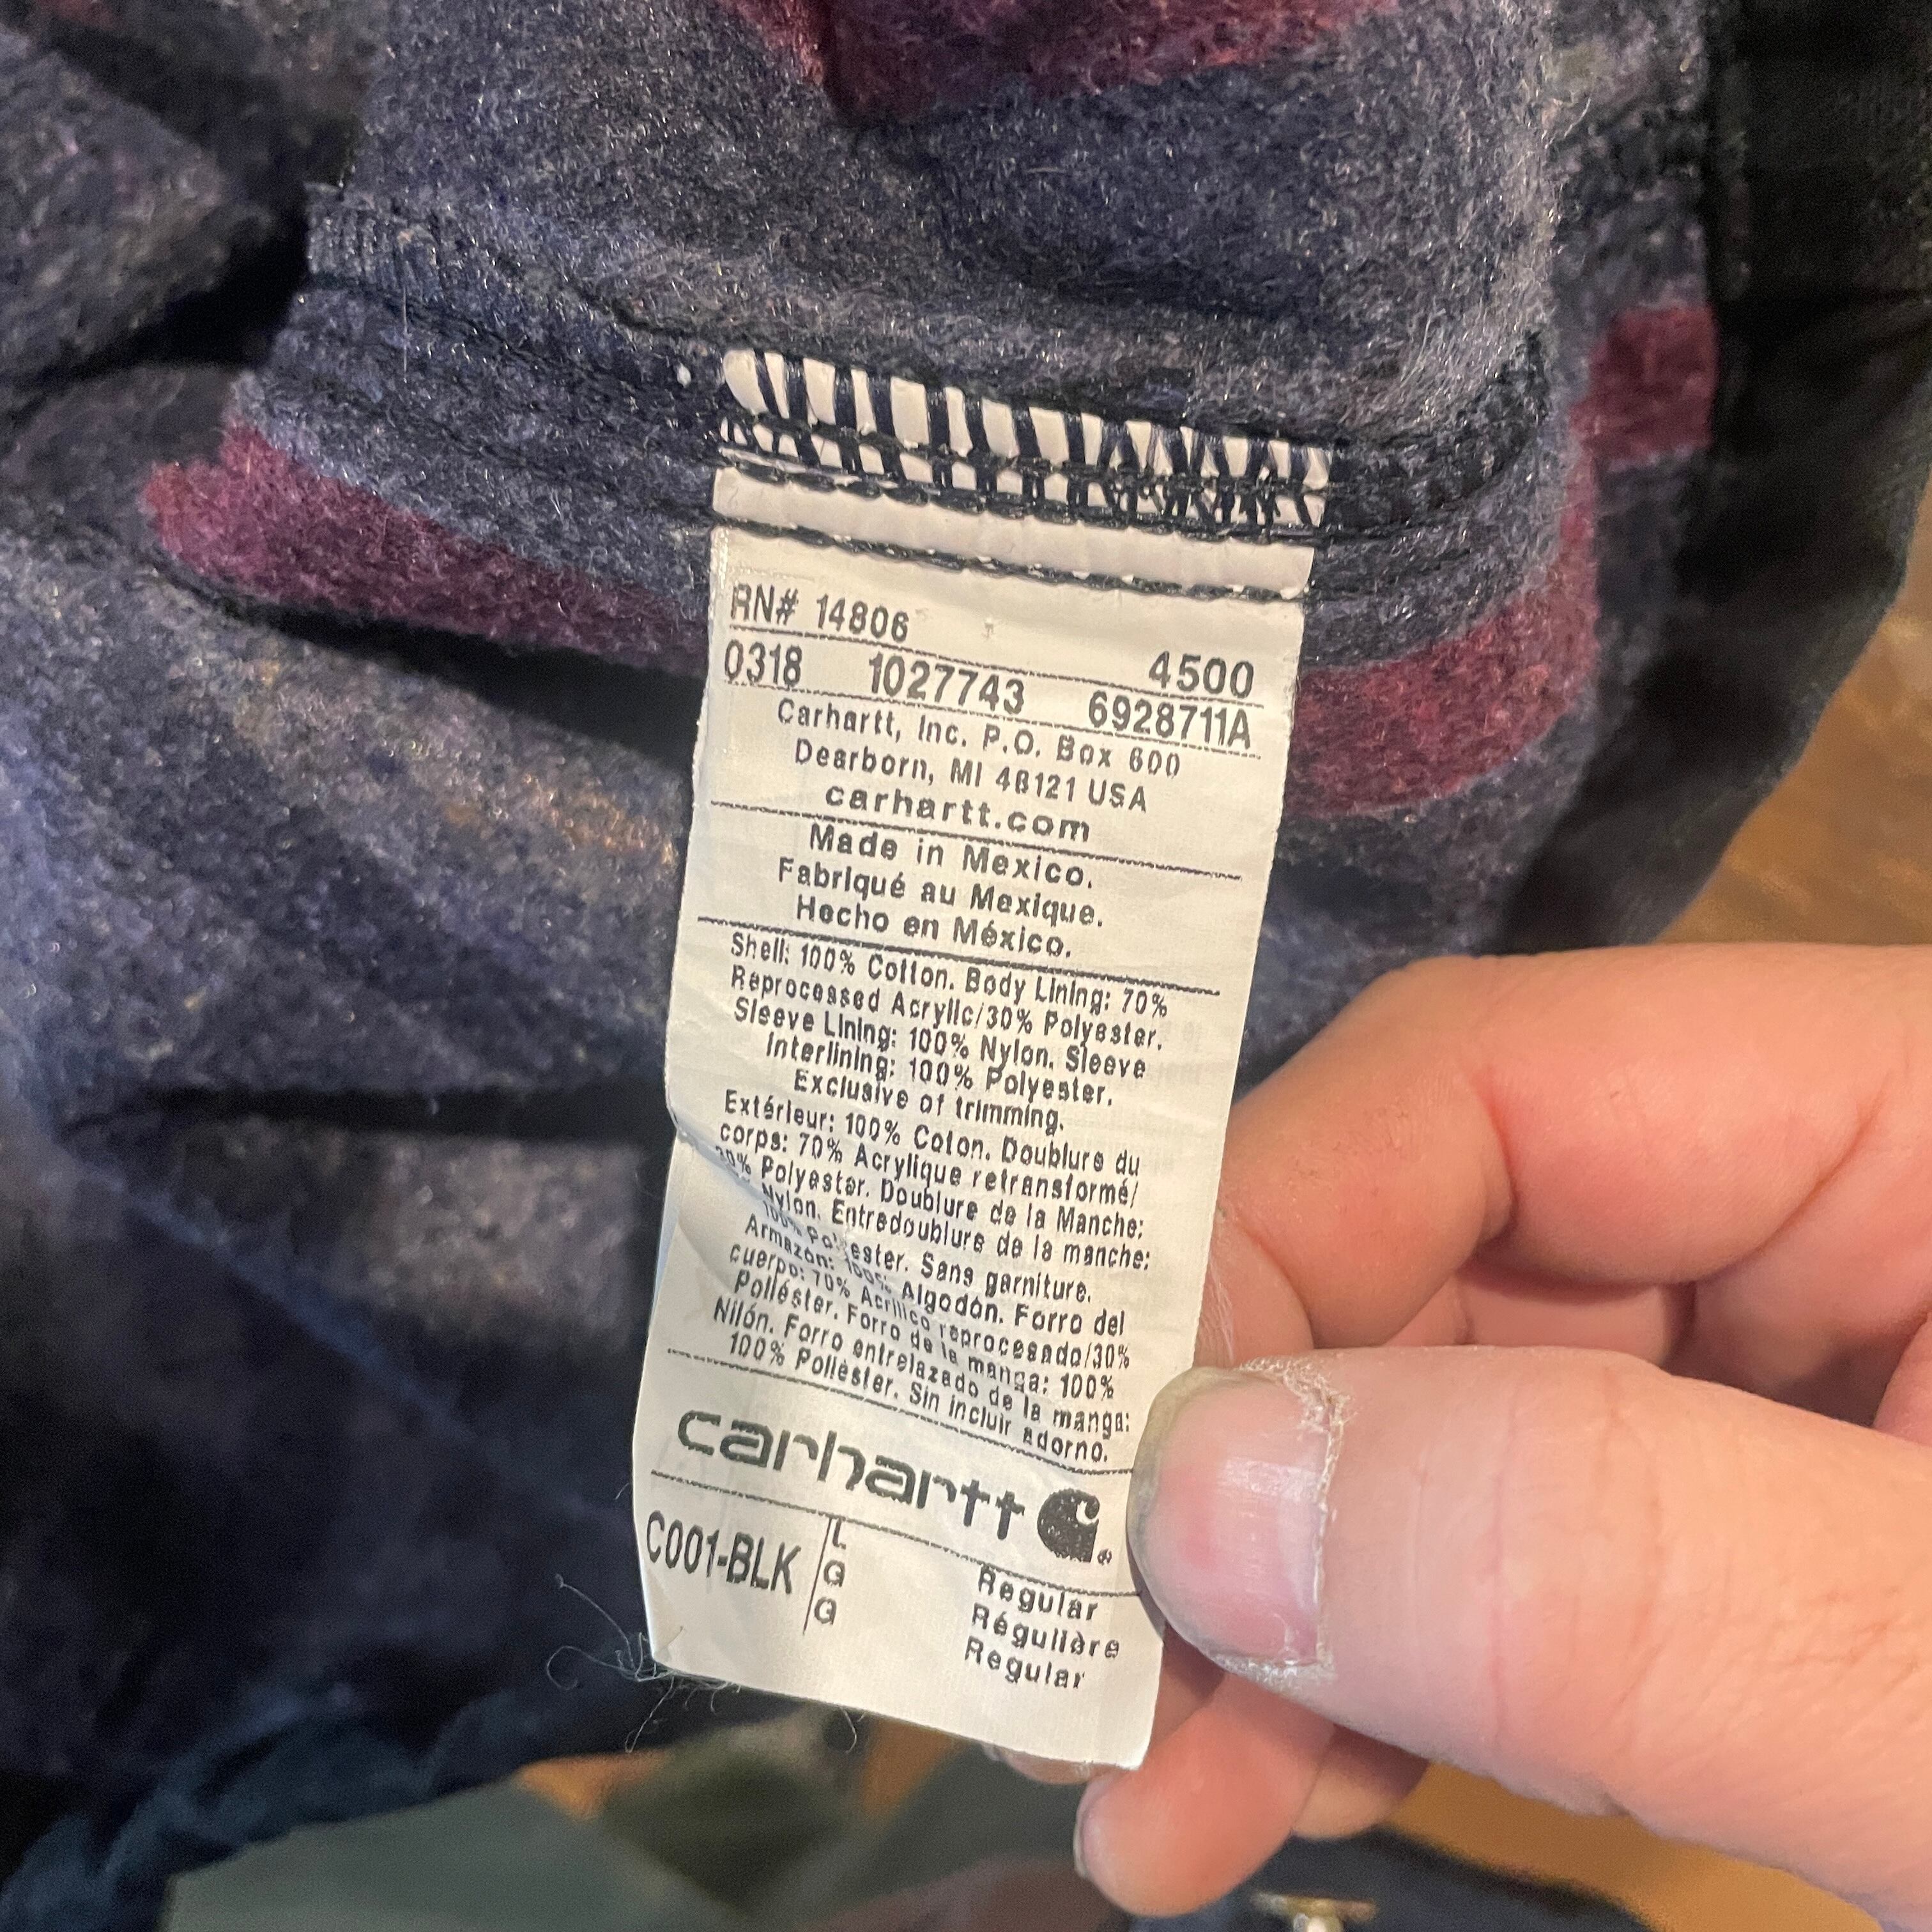 RN# 14806
4500
0318 1027743 6928711A
Carhartt, Inc. P.O. Box 600
Dearborn, MI 48121 USA
carhartt.com
Made in Mexico.
Fabriqué au Mexique.
Hecho en México.
Shell: 100% Cotton. Body Lining: 70%
Reprocessed Acrylic/30% Polyester.
Sleeve Lining: 100% Nylon. Sleeve
Interlining: 100% Polyester.
Exclusive of trimming.
Extérieur: 100% Coton. Doublure du
corps: 70% Acrylique retransformé/
30% Polyester. Doublure de la Manche:
Nylon. Entredoublure de la manche:
100% Polyester. Sans garniture.
Armazón: 100% Algodón. Forro del
cuerpo: 70% Acrílico reprocesado/30%
Poliéster. Forro de la manga: 100%
Nilón. Forro entrelazado de la manga:
100% Poliéster. Sin incluir adorno.
carhartt
C001-BLK L Regular
G Régulière
G Regular